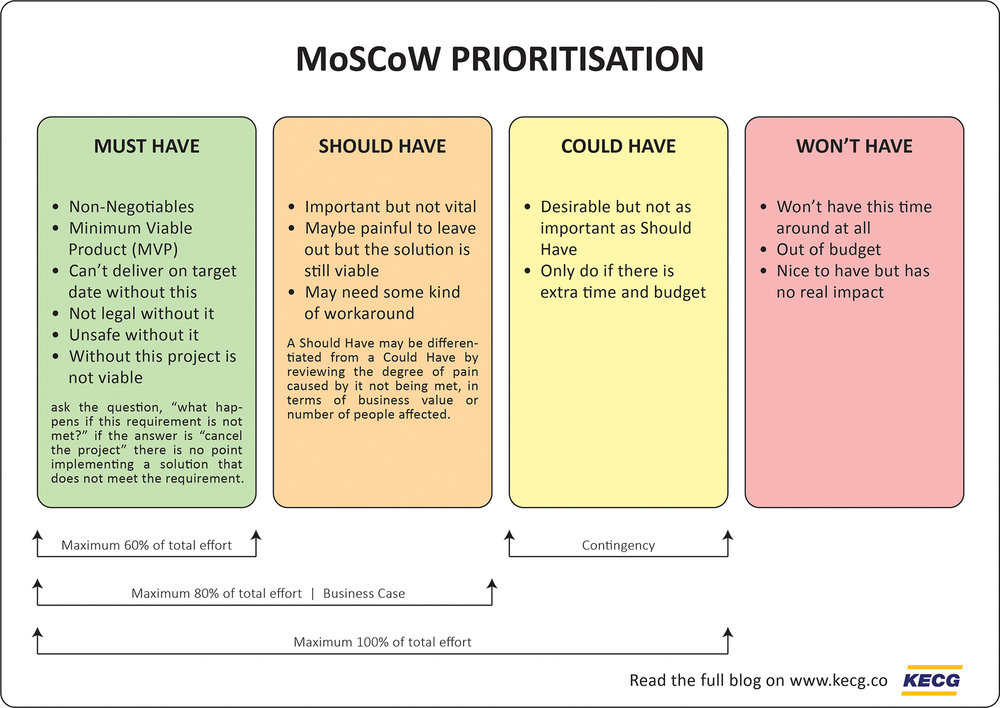 MoSCoW PRIORITISATION
MUST HAVE
• Non-Negotiables
• Minimum Viable
Product (MVP)
• Can’t deliver on target
date without this
• Not legal without it
• Unsafe without it
• Without this project is
not viable
ask the question, “what hap-
pens if this requirement is not
met?” if the answer is “cancel
the project” there is no point
implementing a solution that
does not meet the requirement.
SHOULD HAVE
• Important but not vital
• Maybe painful to leave
out but the solution is
still viable
• May need some kind
of workaround
A Should Have may be differen-
tiated from a Could Have by
reviewing the degree of pain
caused by it not being met, in
terms of business value or
number of people affected.
COULD HAVE
• Desirable but not as
important as Should
Have
• Only do if there is
extra time and budget
WON’T HAVE
• Won’t have this time
around at all
• Out of budget
• Nice to have but has
no real impact
Maximum 60% of total effort
Contingency
Maximum 80% of total effort | Business Case
Maximum 100% of total effort
Read the full blog on www.kecg.co
KECG